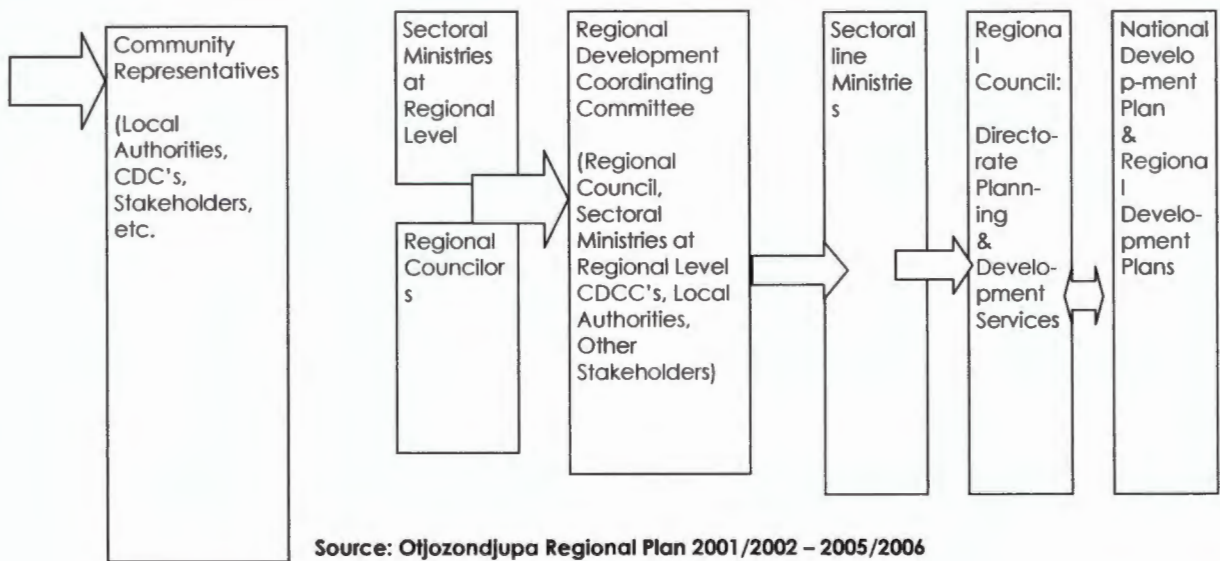 Community
Representatives
(Local
Authorities,
CDC's,
Stakeholders,
etc.
Sectoral
Ministries
at
Regional
Level
Regional
Councilor
s
Regional
Development
Coordinating
Committee
(Regional
Council,
Sectoral
Ministries at
Regional Level
CDCC's, Local
Authorities,
Other
Stakeholders)
Sectoral
line
Ministrie
s
Regiona
l
Council:
Directo-
rate
Plann-
ing
&
Develo-
pment
Services
National
Develo
p-ment
Plan
&
Regiona
l
Develo-
pment
Plans
Source: Otjozondjupa Regional Plan 2001/2002 – 2005/2006